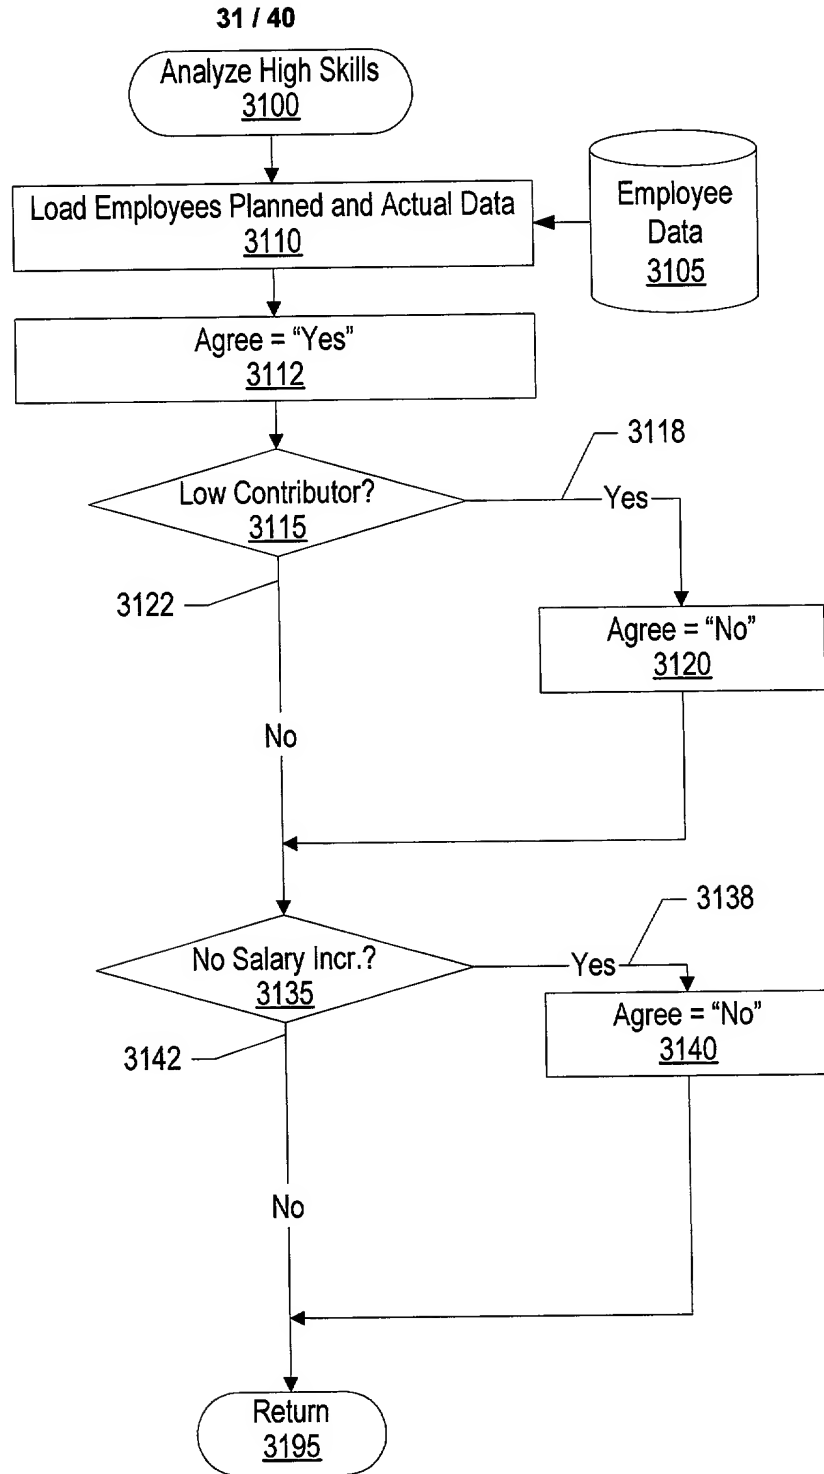 31 / 40
Analyze High Skills
3100
Load Employees Planned and Actual Data
3110
Employee
Data
3105
Agree = “Yes”
3112
3118
Low Contributor?
3115
Yes
3122
Agree = “No”
3120
No
3138
No Salary Incr.?
3135
Yes
3142
Agree = “No”
3140
No
Return
3195